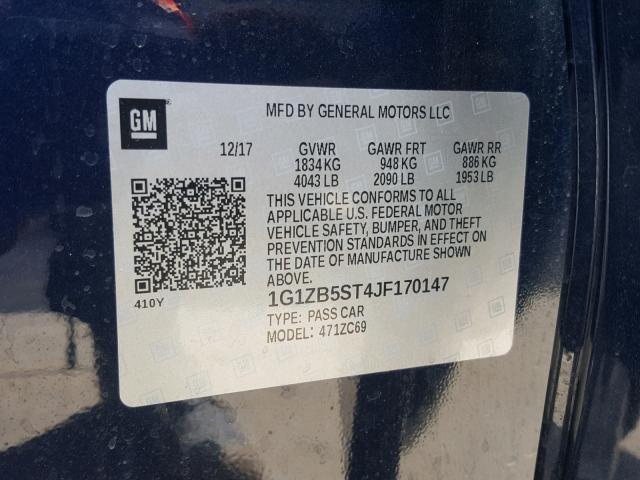 GM
MFD BY GENERAL MOTORS LLC
12/17 GVWR GAWR FRT GAWR RR
1834 KG 948 KG 886 KG
4043 LB 2090 LB 1953 LB
THIS VEHICLE CONFORMS TO ALL
APPLICABLE U.S. FEDERAL MOTOR
VEHICLE SAFETY, BUMPER, AND THEFT
PREVENTION STANDARDS IN EFFECT ON
THE DATE OF MANUFACTURE SHOWN
ABOVE.
410Y
1G1ZB5ST4JF170147
TYPE: PASS CAR
MODEL: 471ZC69